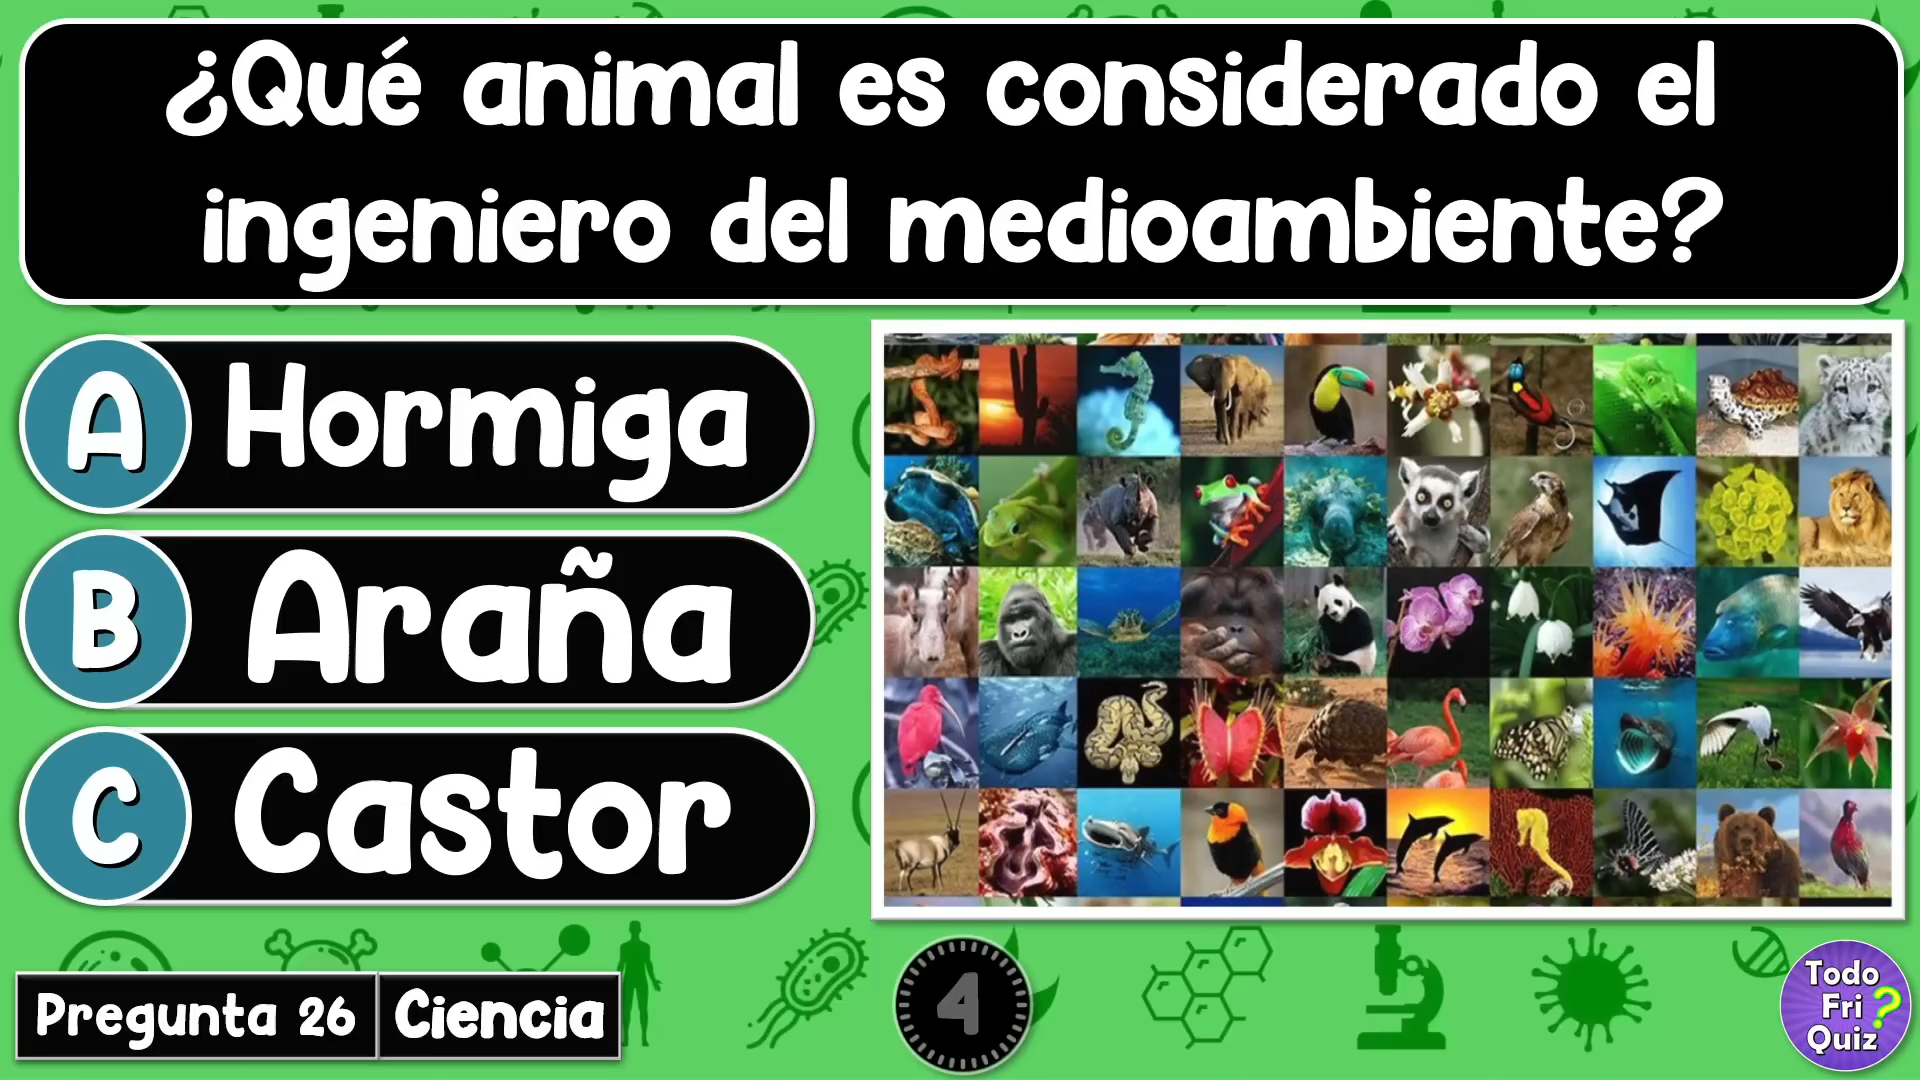 ¿Qué animal es considerado el
ingeniero del medioambiente?
A Hormiga
B Araña
C Castor
Pregunta 26 Ciencia
4
Todo
Fri
Quiz
?